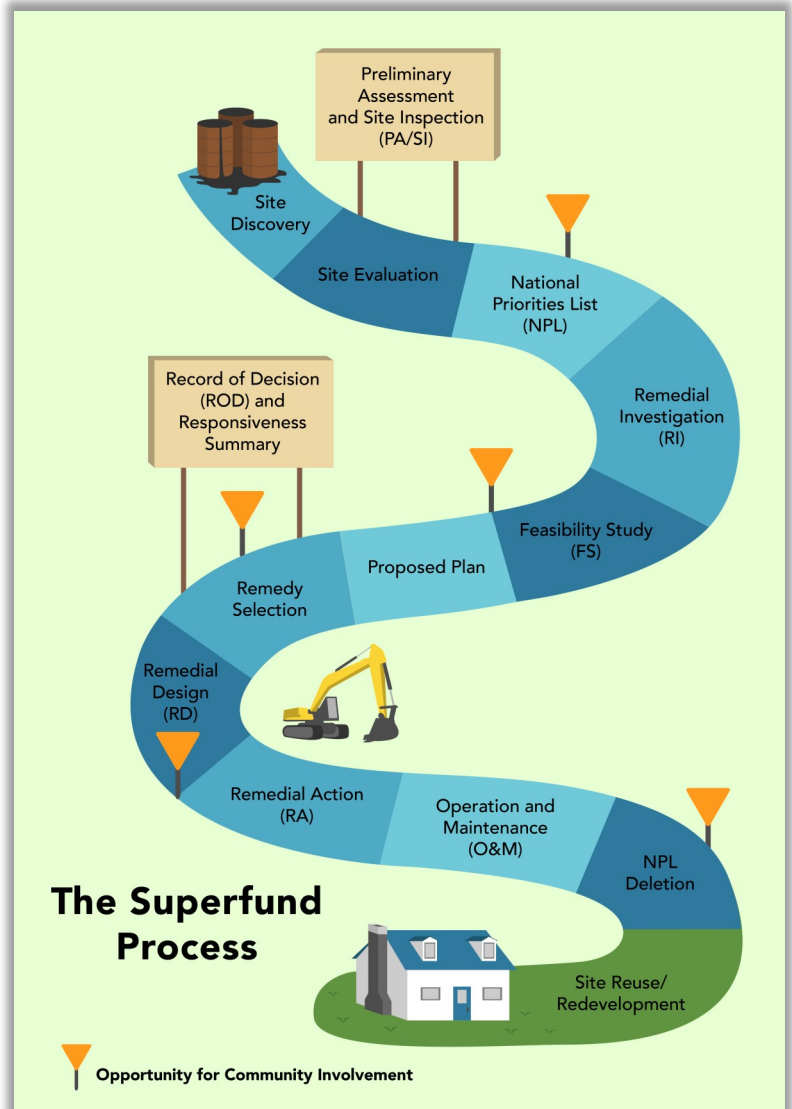 Preliminary
Assessment
and Site Inspection
(PA/SI)
Site
Discovery
Site Evaluation
National
Priorities List
(NPL)
Remedial
Investigation
(RI)
Record of Decision
(ROD) and
Responsiveness
Summary
Feasibility Study
(FS)
Proposed Plan
Remedy
Selection
Remedial
Design
(RD)
Remedial Action
(RA)
Operation and
Maintenance
(O&M)
NPL
Deletion
The Superfund
Process
Site Reuse/
Redevelopment
Opportunity for Community Involvement